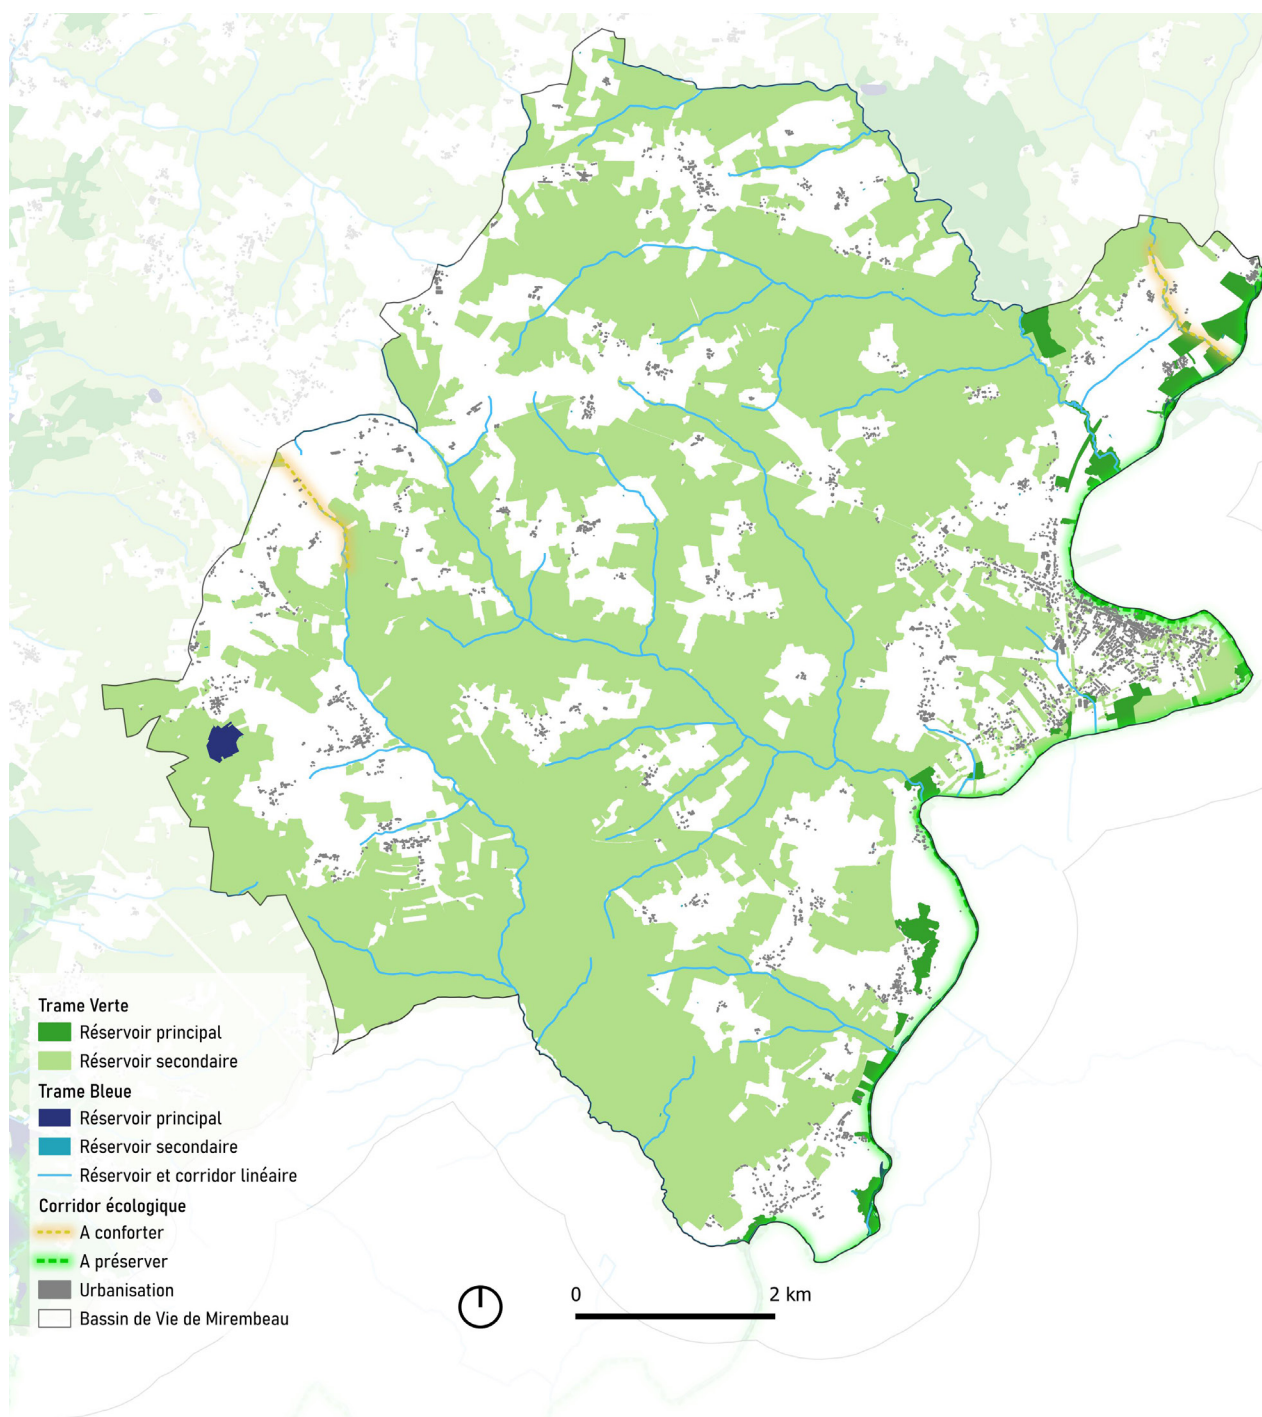 Trame Verte
Réservoir principal
Réservoir secondaire
Trame Bleue
Réservoir principal
Réservoir secondaire
Réservoir et corridor linéaire
Corridor écologique
A conforter
A préserver
Urbanisation
Bassin de Vie de Mirembeau
0 2 km